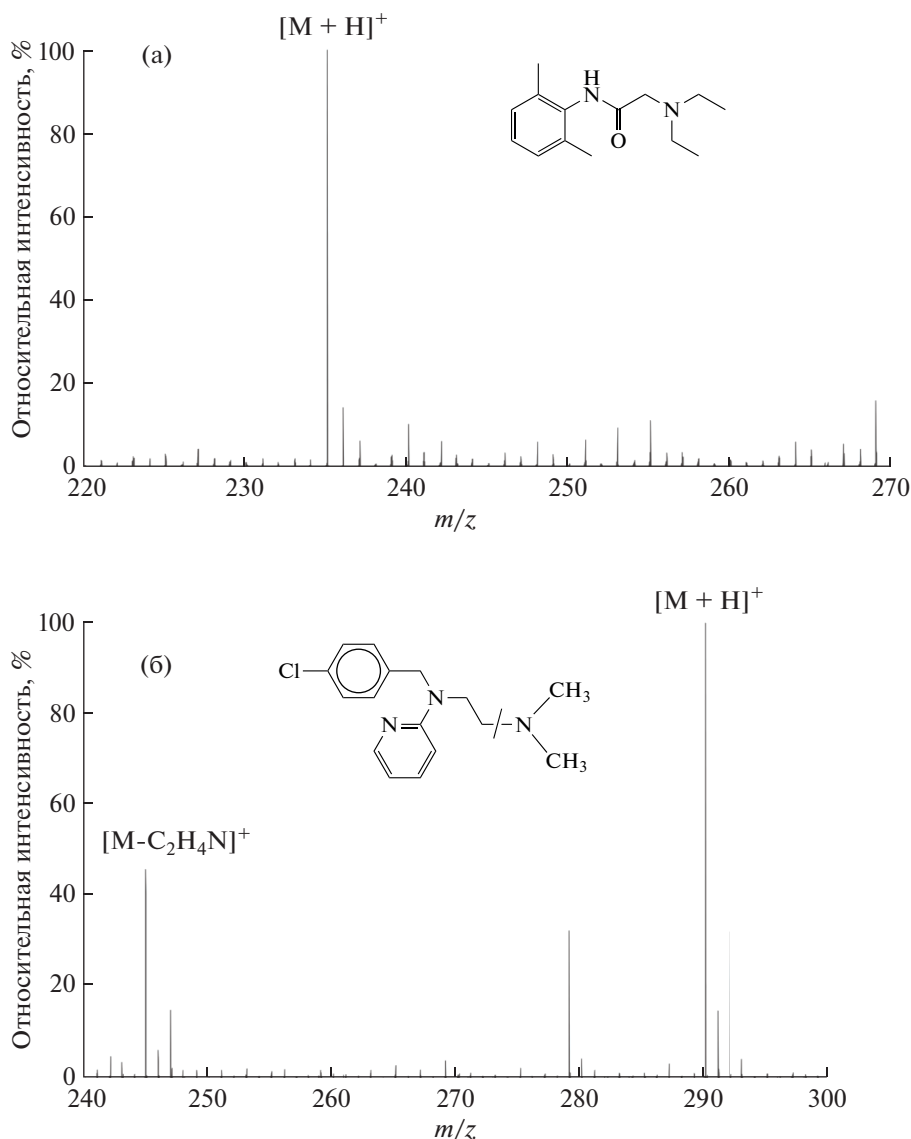 [M + H]⁺
(а)
Относительная интенсивность, %
100
80
60
40
20
0
H
N
N
O
220 230 240 250 260 270
m/z
[M + H]⁺
(б)
Относительная интенсивность, %
100
80
60
40
20
0
Cl
N
N
N
CH₃
CH₃
[M-C₂H₄N]⁺
240 250 260 270 280 290 300
m/z